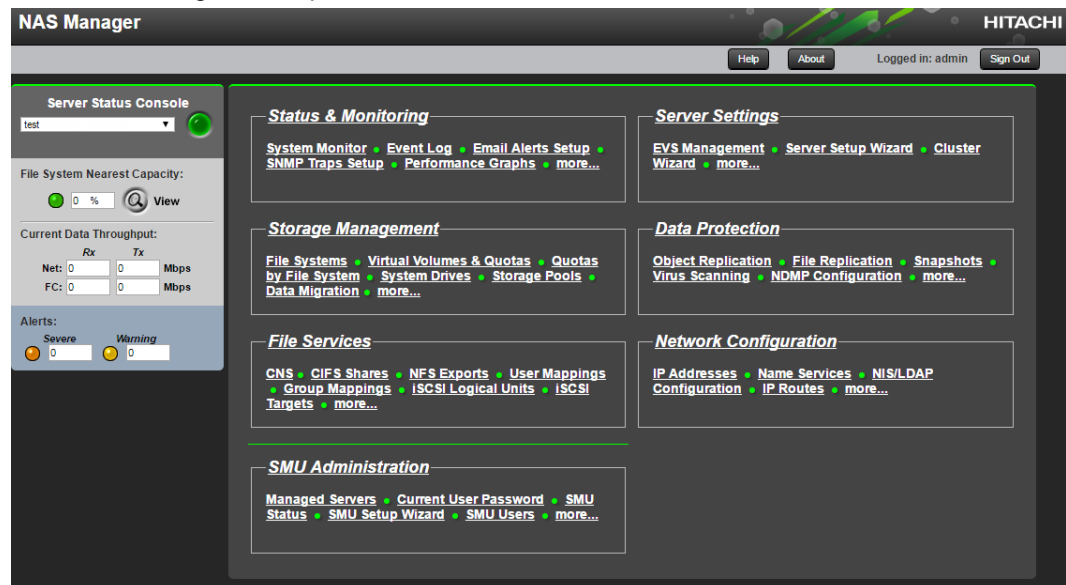 NAS Manager
HITACHI
Help About Logged in: admin Sign Out
Server Status Console
test
File System Nearest Capacity:
0 % View
Current Data Throughput:
Rx Tx
Net: 0 0 Mbps
FC: 0 0 Mbps
Alerts:
Severe Warning
0 0
Status & Monitoring
System Monitor Event Log Email Alerts Setup
SNMP Traps Setup Performance Graphs more...
Server Settings
EVS Management Server Setup Wizard Cluster
Wizard more...
Storage Management
File Systems Virtual Volumes & Quotas Quotas
by File System System Drives Storage Pools
Data Migration more...
Data Protection
Object Replication File Replication Snapshots
Virus Scanning NDMP Configuration more...
File Services
CNS CIFS Shares NFS Exports User Mappings
Group Mappings iSCSI Logical Units iSCSI
Targets more...
Network Configuration
IP Addresses Name Services NIS/LDAP
Configuration IP Routes more...
SMU Administration
Managed Servers Current User Password SMU
Status SMU Setup Wizard SMU Users more...